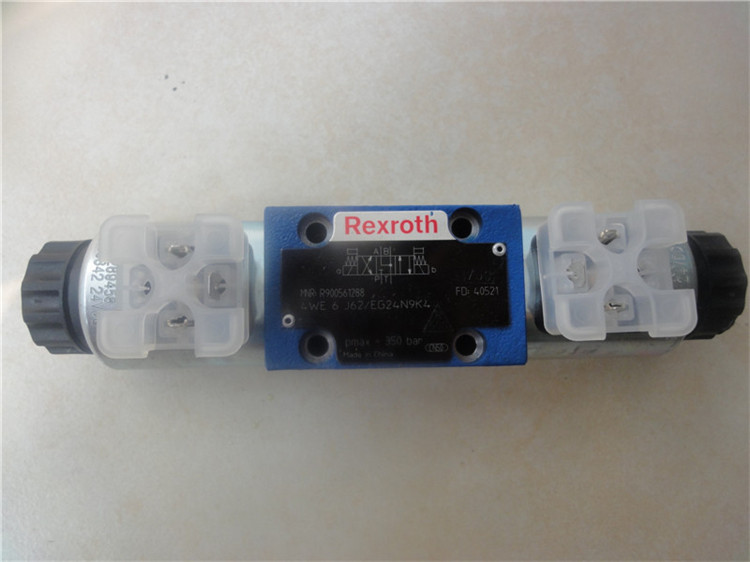 Rexroth
A B
a b
P T
MNR: R900561288
FD: 40521
4WE 6 J62/EG24N9K4
pmax - 350 bar
Made in China